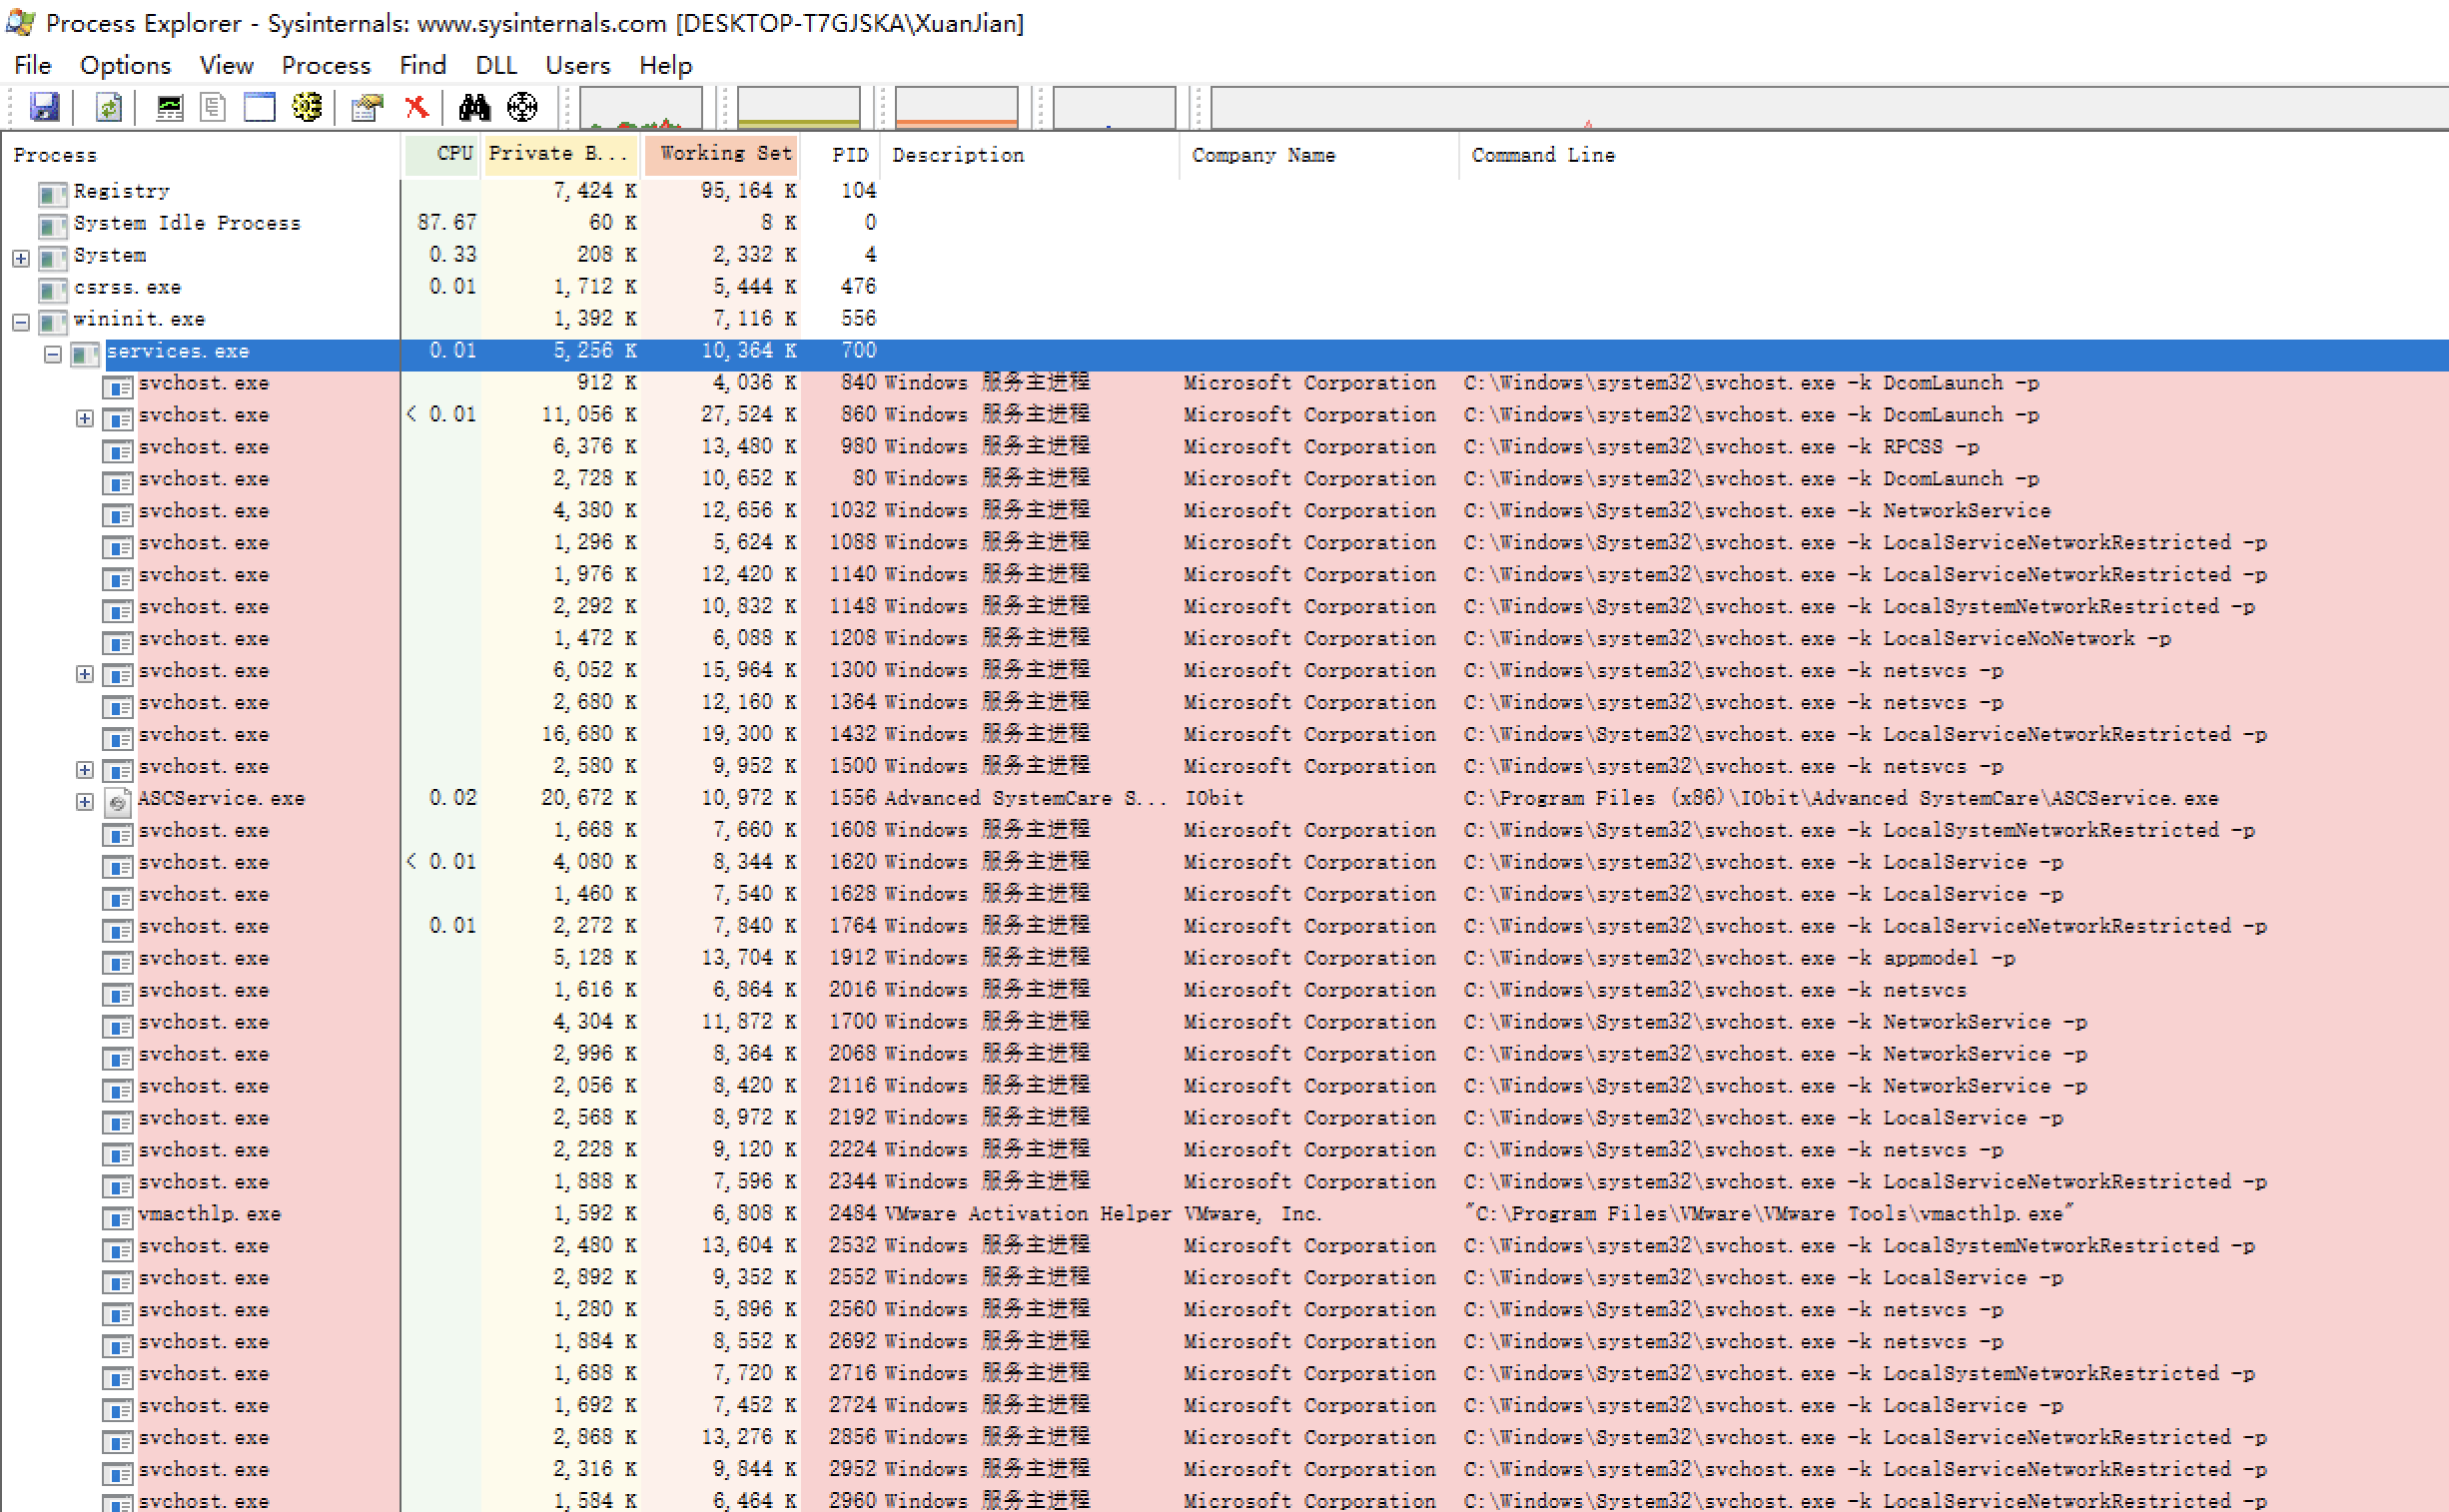 Process Explorer - Sysinternals: www.sysinternals.com [DESKTOP-T7GJSKA\XuanJian]
File Options View Process Find DLL Users Help
Process CPU Private B... Working Set PID Description Company Name Command Line
Registry 7,424 K 95,164 K 104
System Idle Process 87.67 60 K 8 K 0
System 0.33 208 K 2,332 K 4
csrss.exe 0.01 1,712 K 5,444 K 476
wininit.exe 1,392 K 7,116 K 556
services.exe 0.01 5,256 K 10,364 K 700
svchost.exe 912 K 4,036 K 840 Windows 服务主进程 Microsoft Corporation C:\Windows\system32\svchost.exe -k DcomLaunch -p
svchost.exe < 0.01 11,056 K 27,524 K 860 Windows 服务主进程 Microsoft Corporation C:\Windows\system32\svchost.exe -k DcomLaunch -p
svchost.exe 6,376 K 13,480 K 980 Windows 服务主进程 Microsoft Corporation C:\Windows\system32\svchost.exe -k RPCSS -p
svchost.exe 2,728 K 10,652 K 80 Windows 服务主进程 Microsoft Corporation C:\Windows\system32\svchost.exe -k DcomLaunch -p
svchost.exe 4,380 K 12,656 K 1032 Windows 服务主进程 Microsoft Corporation C:\Windows\System32\svchost.exe -k NetworkService
svchost.exe 1,296 K 5,624 K 1088 Windows 服务主进程 Microsoft Corporation C:\Windows\System32\svchost.exe -k LocalServiceNetworkRestricted -p
svchost.exe 1,976 K 12,420 K 1140 Windows 服务主进程 Microsoft Corporation C:\Windows\system32\svchost.exe -k LocalServiceNetworkRestricted -p
svchost.exe 2,292 K 10,832 K 1148 Windows 服务主进程 Microsoft Corporation C:\Windows\System32\svchost.exe -k LocalSystemNetworkRestricted -p
svchost.exe 1,472 K 6,088 K 1208 Windows 服务主进程 Microsoft Corporation C:\Windows\system32\svchost.exe -k LocalServiceNoNetwork -p
svchost.exe 6,052 K 15,964 K 1300 Windows 服务主进程 Microsoft Corporation C:\Windows\system32\svchost.exe -k netsvcs -p
svchost.exe 2,680 K 12,160 K 1364 Windows 服务主进程 Microsoft Corporation C:\Windows\system32\svchost.exe -k netsvcs -p
svchost.exe 16,680 K 19,300 K 1432 Windows 服务主进程 Microsoft Corporation C:\Windows\System32\svchost.exe -k LocalServiceNetworkRestricted -p
svchost.exe 2,580 K 9,952 K 1500 Windows 服务主进程 Microsoft Corporation C:\Windows\System32\svchost.exe -k netsvcs -p
ASCService.exe 0.02 20,672 K 10,972 K 1556 Advanced SystemCare S... IObit C:\Program Files (x86)\IObit\Advanced SystemCare\ASCService.exe
svchost.exe 1,668 K 7,660 K 1608 Windows 服务主进程 Microsoft Corporation C:\Windows\System32\svchost.exe -k LocalSystemNetworkRestricted -p
svchost.exe < 0.01 4,080 K 8,344 K 1620 Windows 服务主进程 Microsoft Corporation C:\Windows\system32\svchost.exe -k LocalService -p
svchost.exe 1,460 K 7,540 K 1628 Windows 服务主进程 Microsoft Corporation C:\Windows\system32\svchost.exe -k LocalService -p
svchost.exe 0.01 2,272 K 7,840 K 1764 Windows 服务主进程 Microsoft Corporation C:\Windows\system32\svchost.exe -k LocalServiceNetworkRestricted -p
svchost.exe 5,128 K 13,704 K 1912 Windows 服务主进程 Microsoft Corporation C:\Windows\system32\svchost.exe -k appmodel -p
svchost.exe 1,616 K 6,864 K 2016 Windows 服务主进程 Microsoft Corporation C:\Windows\system32\svchost.exe -k netsvcs
svchost.exe 4,304 K 11,872 K 1700 Windows 服务主进程 Microsoft Corporation C:\Windows\System32\svchost.exe -k NetworkService -p
svchost.exe 2,996 K 8,364 K 2068 Windows 服务主进程 Microsoft Corporation C:\Windows\System32\svchost.exe -k NetworkService -p
svchost.exe 2,056 K 8,420 K 2116 Windows 服务主进程 Microsoft Corporation C:\Windows\System32\svchost.exe -k NetworkService -p
svchost.exe 2,568 K 8,972 K 2192 Windows 服务主进程 Microsoft Corporation C:\Windows\system32\svchost.exe -k LocalService -p
svchost.exe 2,228 K 9,120 K 2224 Windows 服务主进程 Microsoft Corporation C:\Windows\System32\svchost.exe -k netsvcs -p
svchost.exe 1,888 K 7,596 K 2344 Windows 服务主进程 Microsoft Corporation C:\Windows\system32\svchost.exe -k LocalServiceNetworkRestricted -p
vmacthlp.exe 1,592 K 6,808 K 2484 VMware Activation Helper VMware, Inc. "C:\Program Files\VMware\VMware Tools\vmacthlp.exe"
svchost.exe 2,480 K 13,604 K 2532 Windows 服务主进程 Microsoft Corporation C:\Windows\System32\svchost.exe -k LocalSystemNetworkRestricted -p
svchost.exe 2,892 K 9,352 K 2552 Windows 服务主进程 Microsoft Corporation C:\Windows\system32\svchost.exe -k LocalService -p
svchost.exe 1,280 K 5,896 K 2560 Windows 服务主进程 Microsoft Corporation C:\Windows\System32\svchost.exe -k netsvcs -p
svchost.exe 1,884 K 8,552 K 2692 Windows 服务主进程 Microsoft Corporation C:\Windows\System32\svchost.exe -k netsvcs -p
svchost.exe 1,688 K 7,720 K 2716 Windows 服务主进程 Microsoft Corporation C:\Windows\system32\svchost.exe -k LocalSystemNetworkRestricted -p
svchost.exe 1,692 K 7,452 K 2724 Windows 服务主进程 Microsoft Corporation C:\Windows\system32\svchost.exe -k LocalService -p
svchost.exe 2,868 K 13,276 K 2856 Windows 服务主进程 Microsoft Corporation C:\Windows\System32\svchost.exe -k LocalServiceNetworkRestricted -p
svchost.exe 2,316 K 9,844 K 2952 Windows 服务主进程 Microsoft Corporation C:\Windows\system32\svchost.exe -k LocalServiceNetworkRestricted -p
svchost.exe 1,584 K 6,464 K 2960 Windows 服务主进程 Microsoft Corporation C:\Windows\system32\svchost.exe -k LocalServiceNetworkRestricted -p